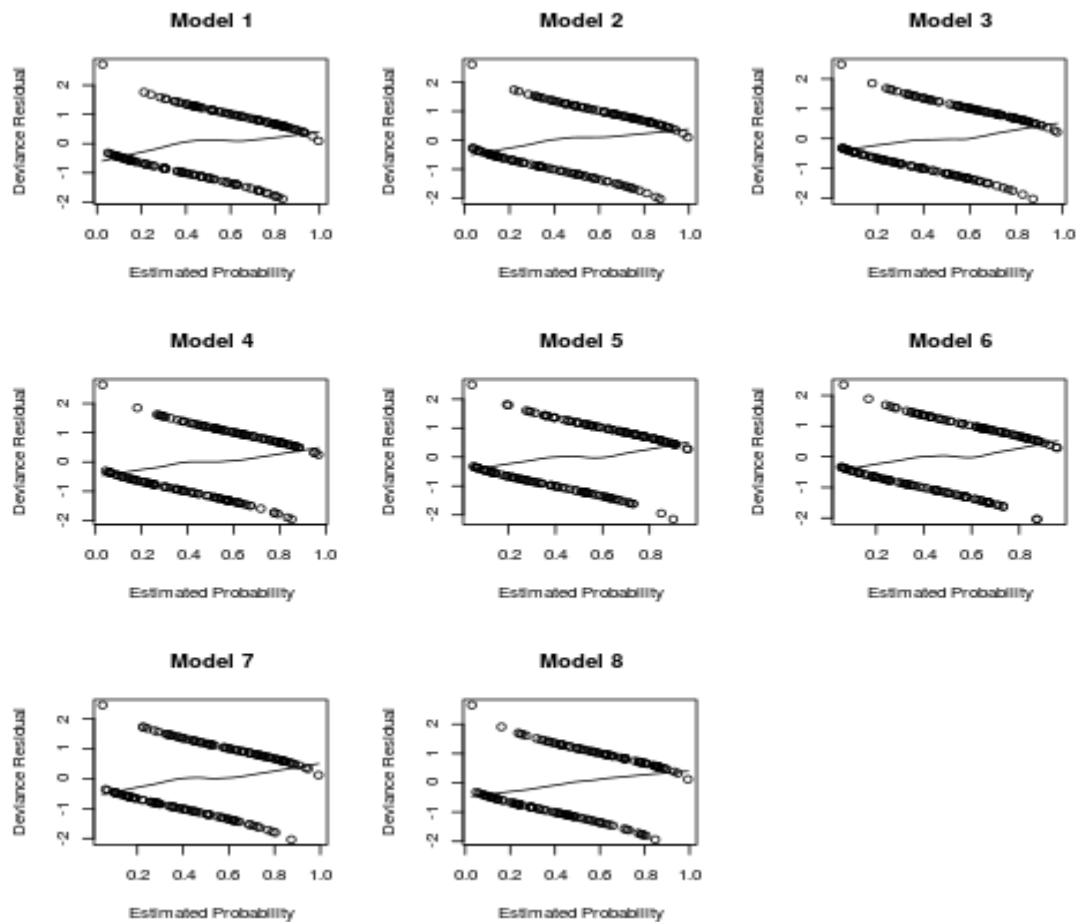 Model 1 Model 2 Model 3
Deviance Residual Deviance Residual Deviance Residual
2 2 2
1 1 1
0 0 0
-1 -1 -1
-2 -2 -2
0.0 0.2 0.4 0.6 0.8 1.0 0.0 0.2 0.4 0.6 0.8 1.0 0.2 0.4 0.6 0.8 1.0
Estimated Probability Estimated Probability Estimated Probability
Model 4 Model 5 Model 6
Deviance Residual Deviance Residual Deviance Residual
2 2 2
1 1 1
0 0 0
-1 -1 -1
-2 -2 -2
0.0 0.2 0.4 0.6 0.8 1.0 0.2 0.4 0.6 0.8 0.2 0.4 0.6 0.8
Estimated Probability Estimated Probability Estimated Probability
Model 7 Model 8
Deviance Residual Deviance Residual
2 2
1 1
0 0
-1 -1
-2 -2
0.2 0.4 0.6 0.8 1.0 0.0 0.2 0.4 0.6 0.8 1.0
Estimated Probability Estimated Probability